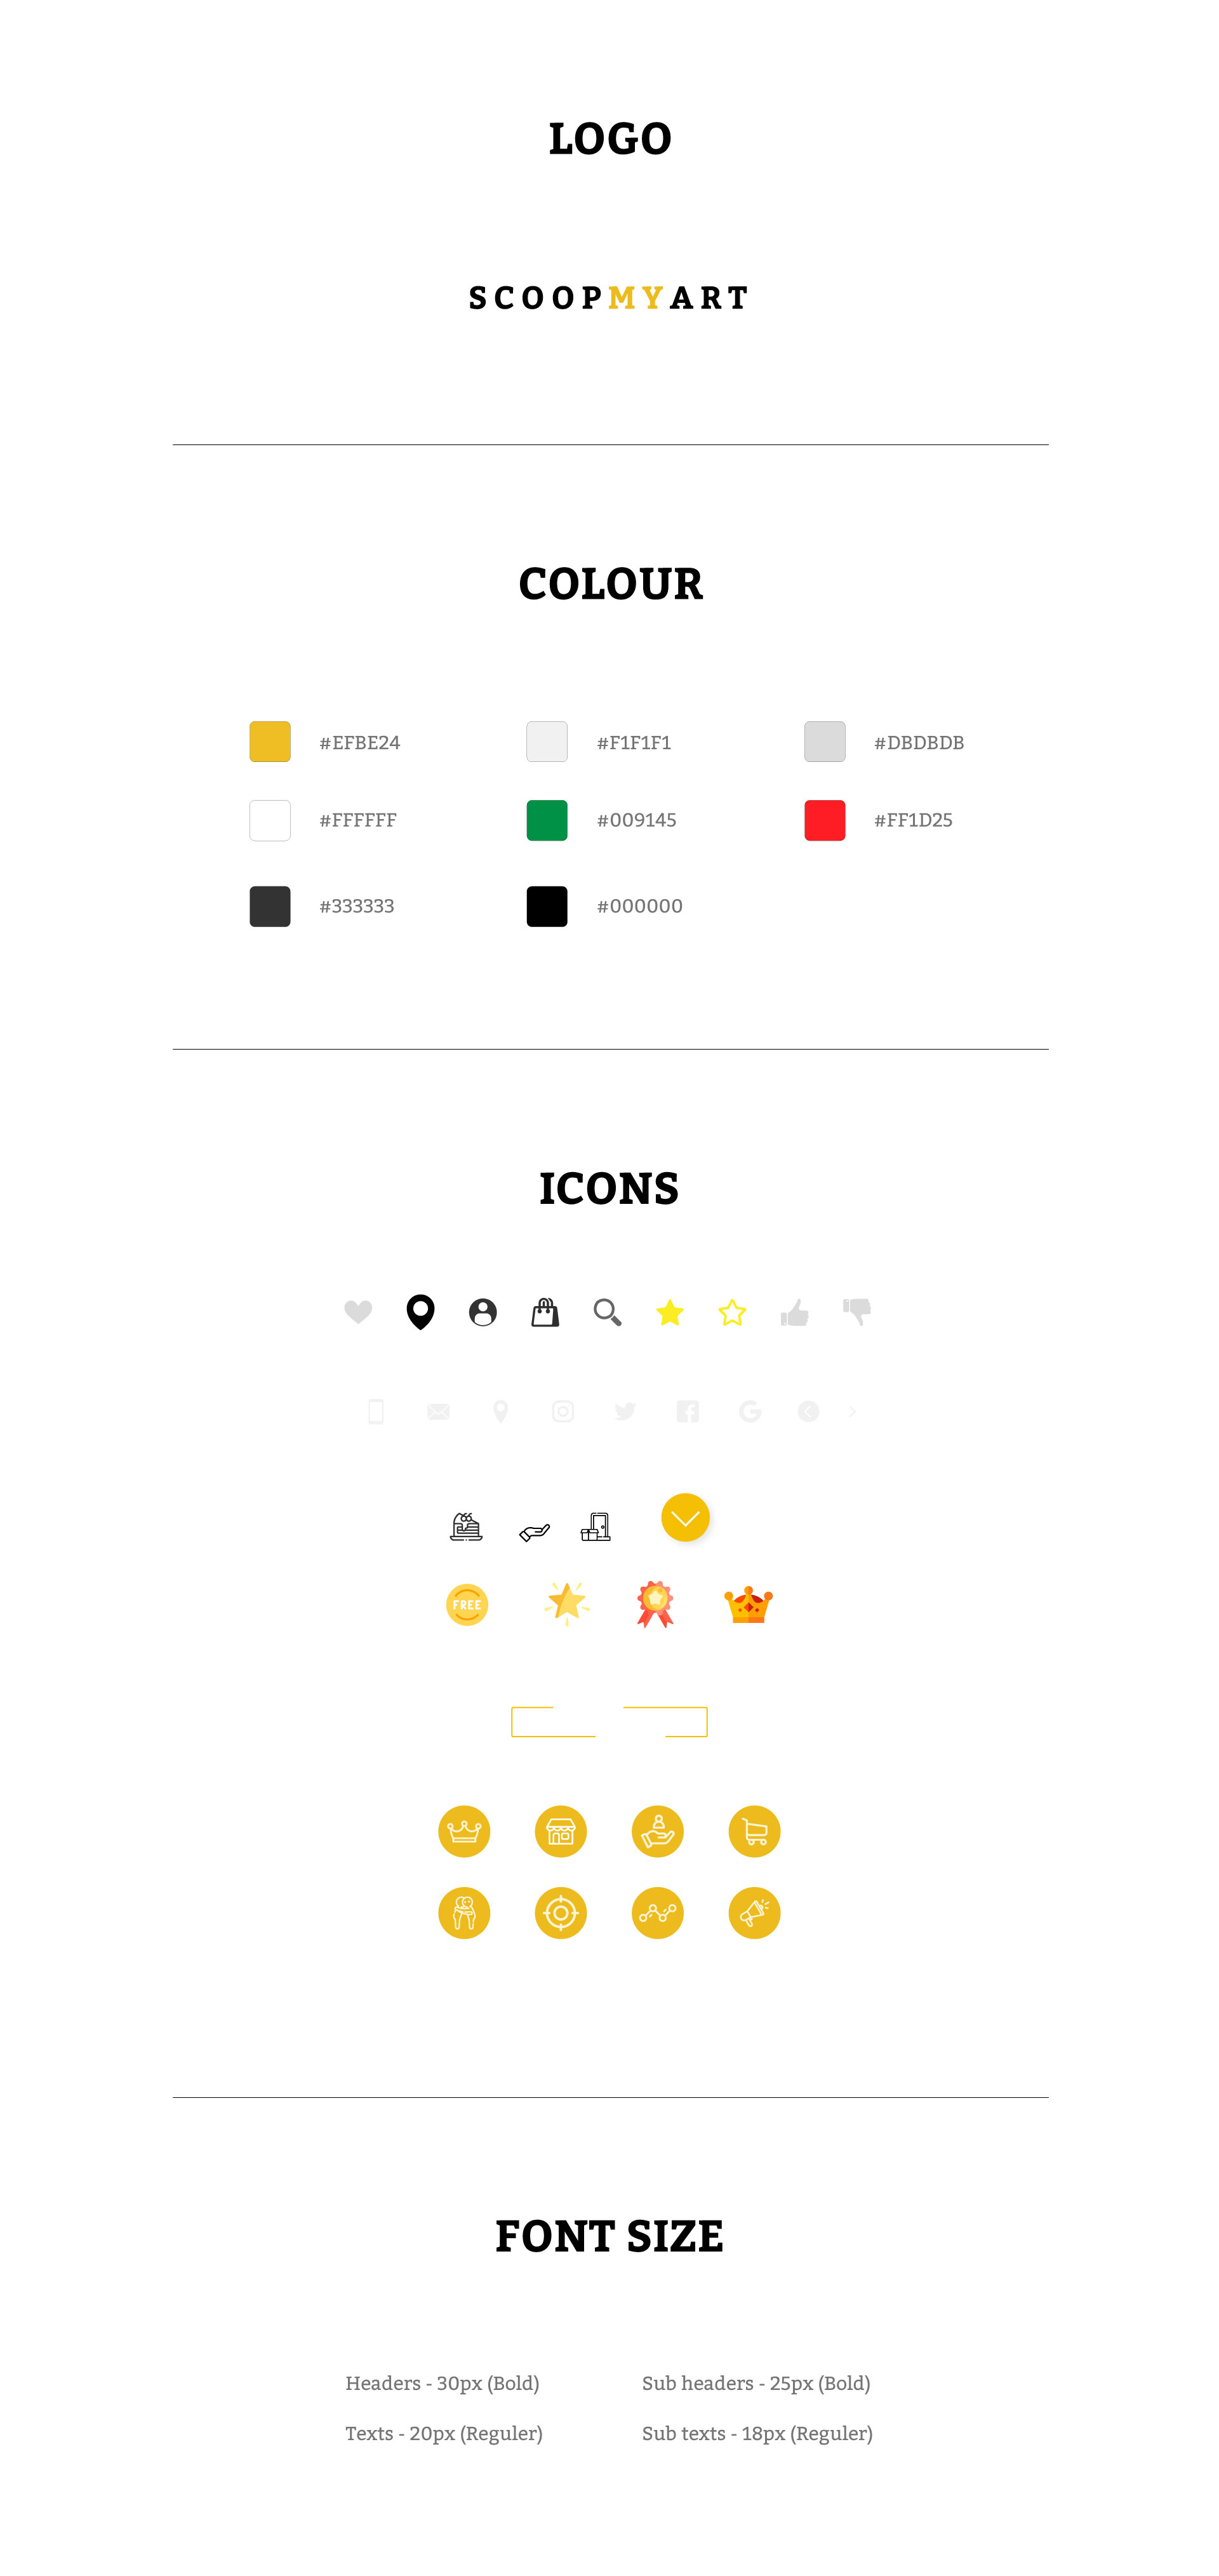 LOGO
SCOOPMYART
COLOUR
#EFBE24 #F1F1F1 #DBDBDB
#FFFFFF #009145 #FF1D25
#333333 #000000
ICONS
FREE
FONT SIZE
Headers - 30px (Bold) Sub headers - 25px (Bold)
Texts - 20px (Reguler) Sub texts - 18px (Reguler)